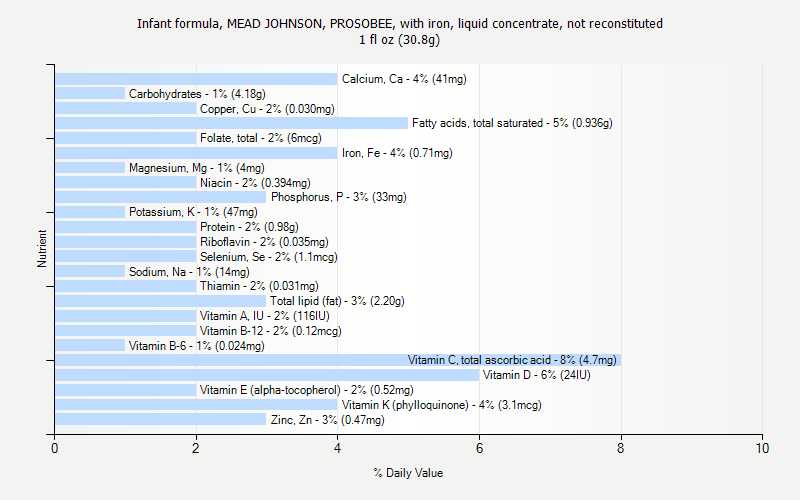 Infant formula, MEAD JOHNSON, PROSOBEE, with iron, liquid concentrate, not reconstituted
1 fl oz (30.8g)
Calcium, Ca - 4% (41mg)
Carbohydrates - 1% (4.18g)
Copper, Cu - 2% (0.030mg)
Fatty acids, total saturated - 5% (0.936g)
Folate, total - 2% (6mcg)
Iron, Fe - 4% (0.71mg)
Magnesium, Mg - 1% (4mg)
Niacin - 2% (0.394mg)
Phosphorus, P - 3% (33mg)
Potassium, K - 1% (47mg)
Protein - 2% (0.98g)
Riboflavin - 2% (0.035mg)
Selenium, Se - 2% (1.1mcg)
Sodium, Na - 1% (14mg)
Thiamin - 2% (0.031mg)
Total lipid (fat) - 3% (2.20g)
Vitamin A, IU - 2% (116IU)
Vitamin B-12 - 2% (0.12mcg)
Vitamin B-6 - 1% (0.024mg)
Vitamin C, total ascorbic acid - 8% (4.7mg)
Vitamin D - 6% (24IU)
Vitamin E (alpha-tocopherol) - 2% (0.52mg)
Vitamin K (phylloquinone) - 4% (3.1mcg)
Zinc, Zn - 3% (0.47mg)
Nutrient
0 2 4 6 8 10
% Daily Value